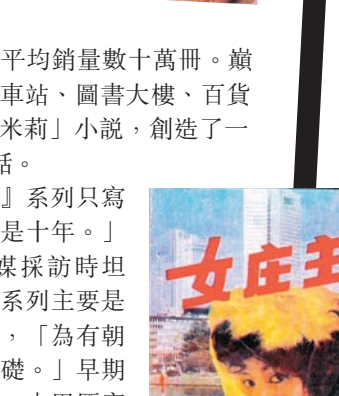 平均銷量數十萬冊。巔
車站、圖書大樓、百貨
米莉」小說，創造了一
話。
』系列只寫
是十年。」
媒採訪時坦
系列主要是
，「為有朝
礎。」早期
女庄主